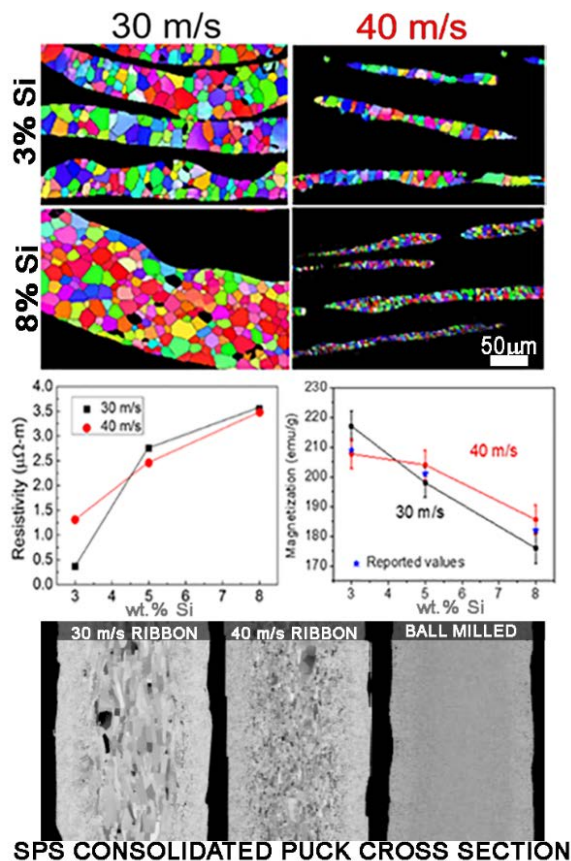 30 m/s
40 m/s
3% Si
8% Si
50μm
4.0
3.5
3.0
2.5
2.0
1.5
1.0
0.5
0.0
Resistivity (μΩ-m)
30 m/s
40 m/s
3 4 5 6 7 8
wt.% Si
230
220
210
200
190
180
170
Magnetization (emu/g)
40 m/s
30 m/s
Reported values
3 4 5 6 7 8
wt.% Si
30 m/s RIBBON
40 m/s RIBBON
BALL MILLED
SPS CONSOLIDATED PUCK CROSS SECTION